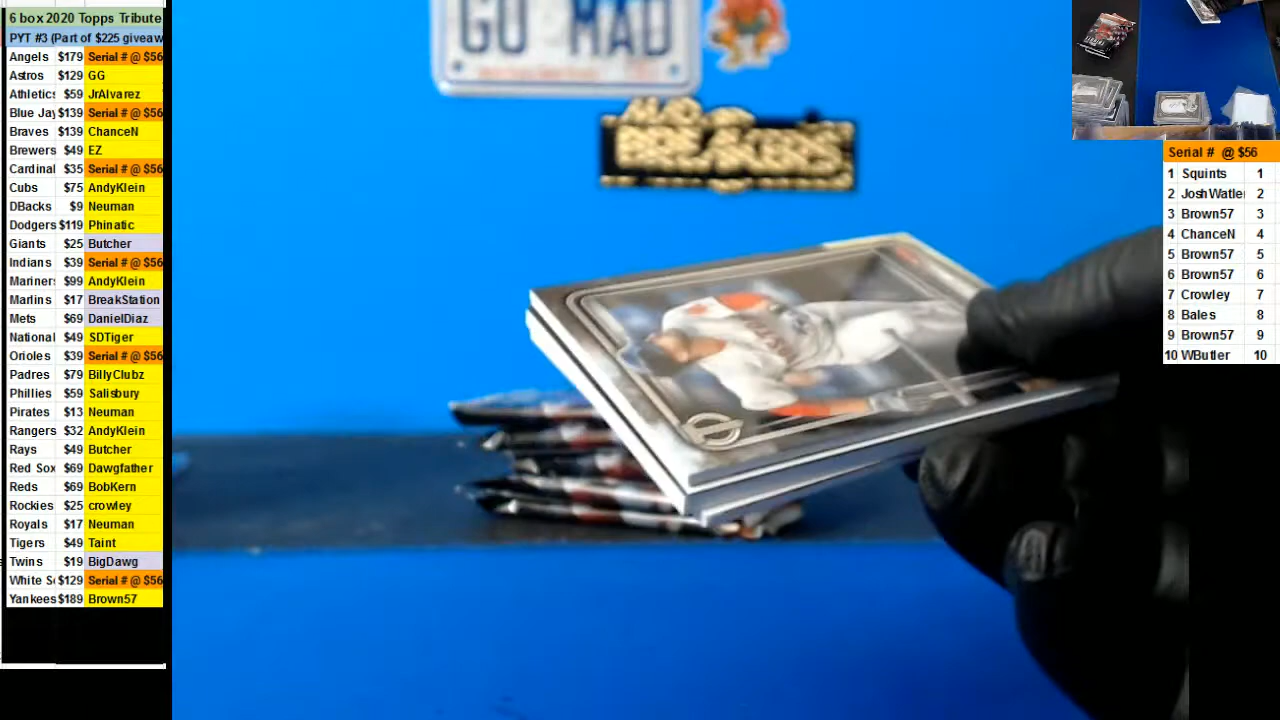 6 box 2020 Topps Tribute
PYT #3 (Part of $225 giveaw
Angels $179 Serial # @ $56
Astros $129 GG
Athletics $59 JrAlvarez
Blue Jay $139 Serial # @ $56
Braves $139 ChanceN
Brewers $49 EZ
Cardinal $35 Serial # @ $56
Cubs $75 AndyKlein
DBacks $9 Neuman
Dodgers $119 Phinatic
Giants $25 Butcher
Indians $39 Serial # @ $56
Mariners $99 AndyKlein
Marlins $17 BreakStation
Mets $69 DanielDiaz
National $49 SDTiger
Orioles $39 Serial # @ $56
Padres $79 BillyClubz
Phillies $59 Salisbury
Pirates $13 Neuman
Rangers $32 AndyKlein
Rays $49 Butcher
Red Sox $69 Dawgfather
Reds $69 BobKern
Rockies $25 crowley
Royals $17 Neuman
Tigers $49 Taint
Twins $19 BigDawg
White S $129 Serial # @ $56
Yankees $189 Brown57
GO MAD
MAD
BREAKERS
Serial # @ $56
1 Squints 1
2 JoshWatle 2
3 Brown57 3
4 ChanceN 4
5 Brown57 5
6 Brown57 6
7 Crowley 7
8 Bales 8
9 Brown57 9
10 WButler 10